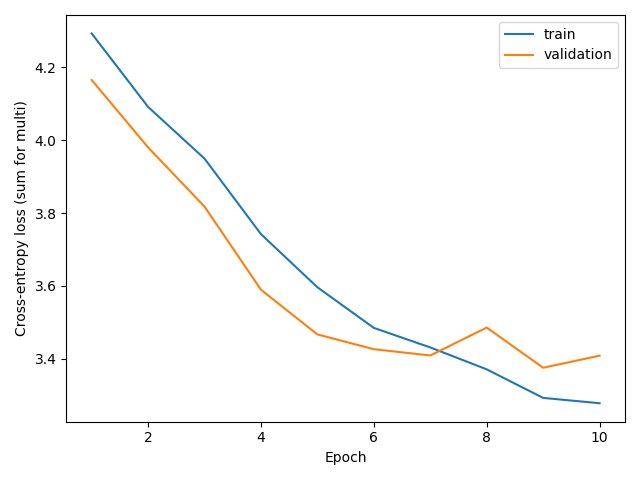 train
validation
4.2
4.0
3.8
3.6
3.4
Cross-entropy loss (sum for multi)
2
4
6
8
10
Epoch